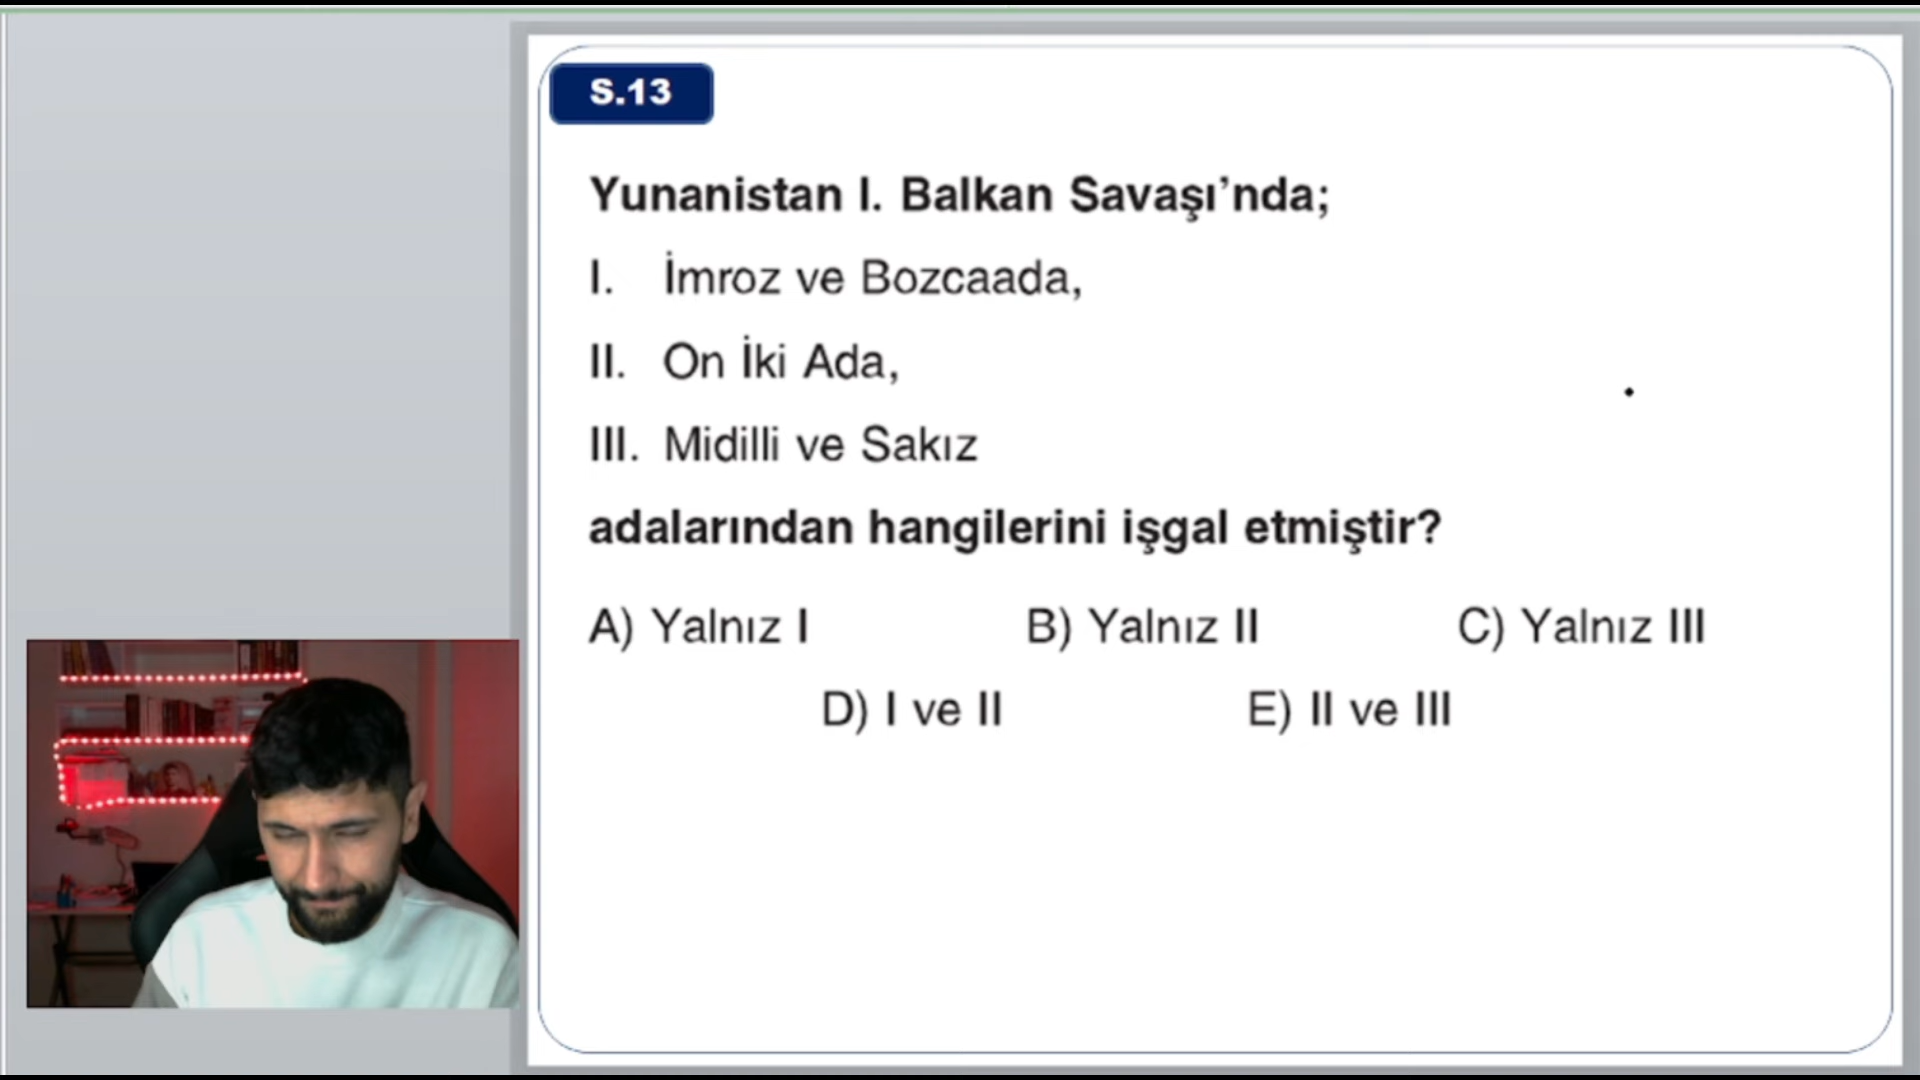 S.13
Yunanistan I. Balkan Savaşı’nda;
I. İmroz ve Bozcaada,
II. On İki Ada,
III. Midilli ve Sakız
adalarından hangilerini işgal etmiştir?
A) Yalnız I B) Yalnız II C) Yalnız III
D) I ve II E) II ve III